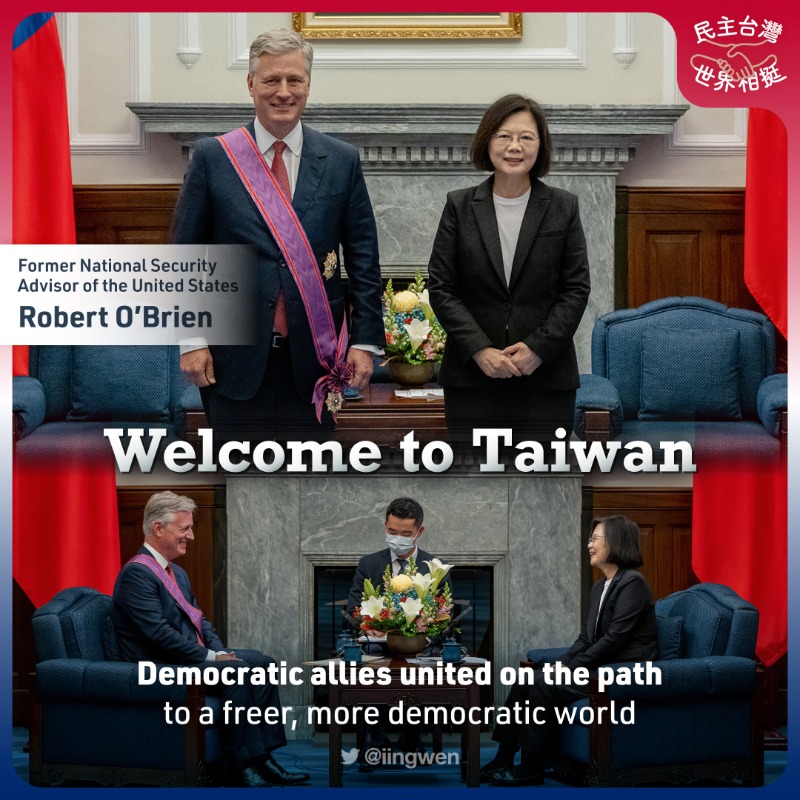 民主台灣
世界相挺
Former National Security
Advisor of the United States
Robert O'Brien
Welcome to Taiwan
Democratic allies united on the path
to a freer, more democratic world
@iingwen